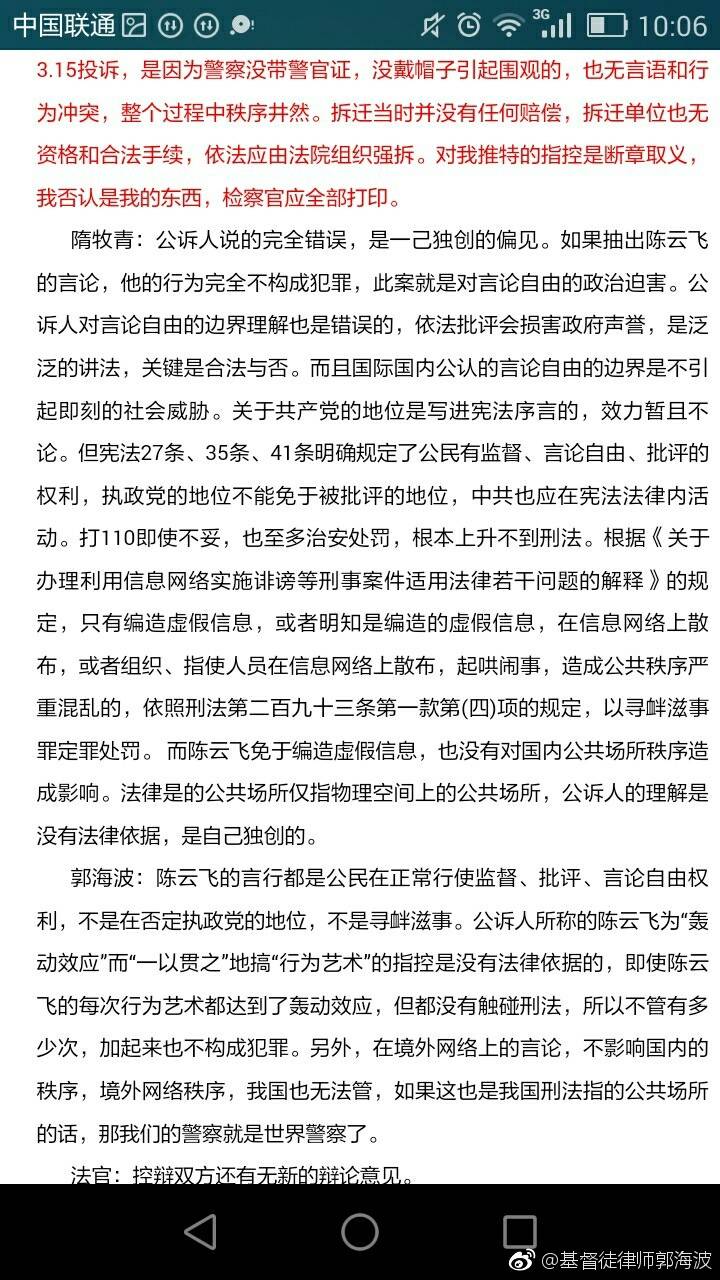 中国联通 3G 10:06
3.15投诉，是因为警察没带警官证，没戴帽子引起围观的，也无言语和行
为冲突，整个过程中秩序井然。拆迁当时并没有任何赔偿，拆迁单位也无
资格和合法手续，依法应由法院组织强拆。对我推特的指控是断章取义，
我否认是我的东西，检察官应全部打印。
隋牧青：公诉人说的完全错误，是一己独创的偏见。如果抽出陈云飞
的言论，他的行为完全不构成犯罪，此案就是对言论自由的政治迫害。公
诉人对言论自由的边界理解也是错误的，依法批评会损害政府声誉，是泛
泛的讲法，关键是合法与否。而且国际国内公认的言论自由的边界是不引
起即刻的社会威胁。关于共产党的地位是写进宪法序言的，效力暂且不
论。但宪法27条、35条、41条明确规定了公民有监督、言论自由、批评的
权利，执政党的地位不能免于被批评的地位，中共也应在宪法法律内活
动。打110即使不妥，也至多治安处罚，根本上升不到刑法。根据《关于
办理利用信息网络实施诽谤等刑事案件适用法律若干问题的解释》的规
定，只有编造虚假信息，或者明知是编造的虚假信息，在信息网络上散
布，或者组织、指使人员在信息网络上散布，起哄闹事，造成公共秩序严
重混乱的，依照刑法第二百九十三条第一款第(四)项的规定，以寻衅滋事
罪定罪处罚。 而陈云飞免于编造虚假信息，也没有对国内公共场所秩序造
成影响。法律是的公共场所仅指物理空间上的公共场所，公诉人的理解是
没有法律依据，是自己独创的。
郭海波：陈云飞的言行都是公民在正常行使监督、批评、言论自由权
利，不是在否定执政党的地位，不是寻衅滋事。公诉人所称的陈云飞为“轰
动效应”而“一以贯之”地搞“行为艺术”的指控是没有法律依据的，即使陈云
飞的每次行为艺术都达到了轰动效应，但都没有触碰刑法，所以不管有多
少次，加起来也不构成犯罪。另外，在境外网络上的言论，不影响国内的
秩序，境外网络秩序，我国也无法管，如果这也是我国刑法指的公共场所
的话，那我们的警察就是世界警察了。
法官：控辩双方还有无新的辩论意见。
@基督徒律师郭海波